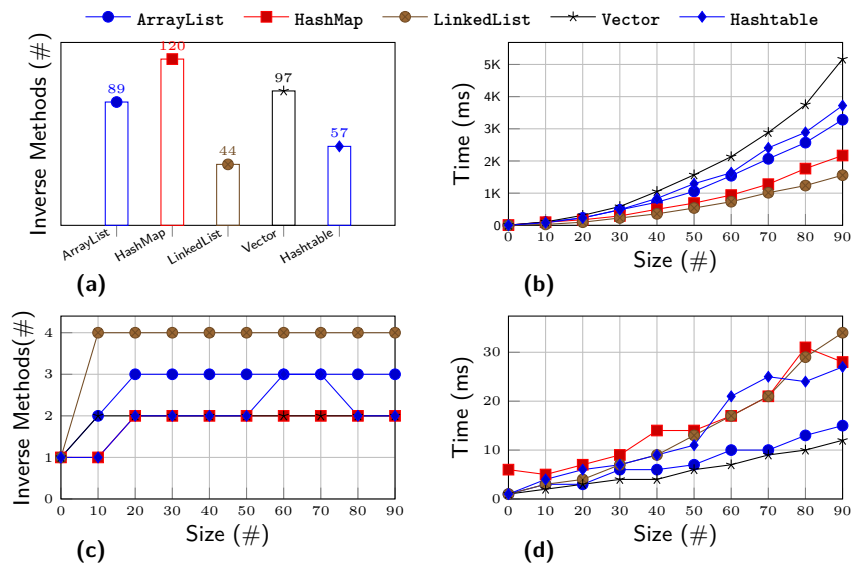 ArrayList HashMap LinkedList Vector Hashtable
Inverse Methods (#)
89
120
44
97
57
ArrayList
HashMap
LinkedList
Vector
Hashtable
(a)
Time (ms)
5K
4K
3K
2K
1K
0
0 10 20 30 40 50 60 70 80 90
Size (#)
(b)
Inverse Methods(#)
4
3
2
1
0
0 10 20 30 40 50 60 70 80 90
Size (#)
(c)
Time (ms)
30
20
10
0
0 10 20 30 40 50 60 70 80 90
Size (#)
(d)